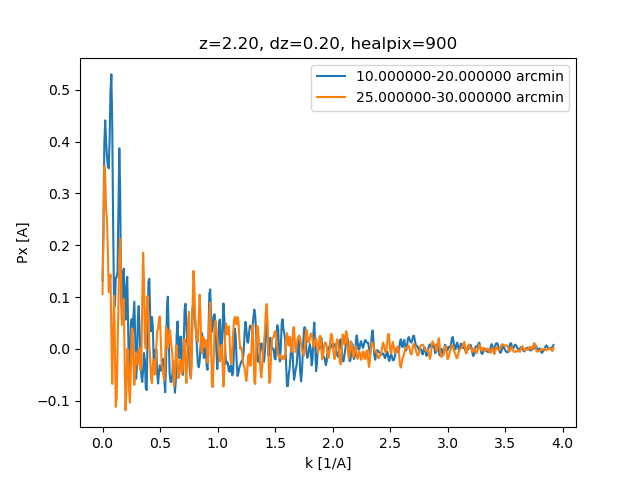 z=2.20, dz=0.20, healpix=900
10.000000-20.000000 arcmin
25.000000-30.000000 arcmin
Px [A]
0.5
0.4
0.3
0.2
0.1
0.0
−0.1
0.0 0.5 1.0 1.5 2.0 2.5 3.0 3.5 4.0
k [1/A]